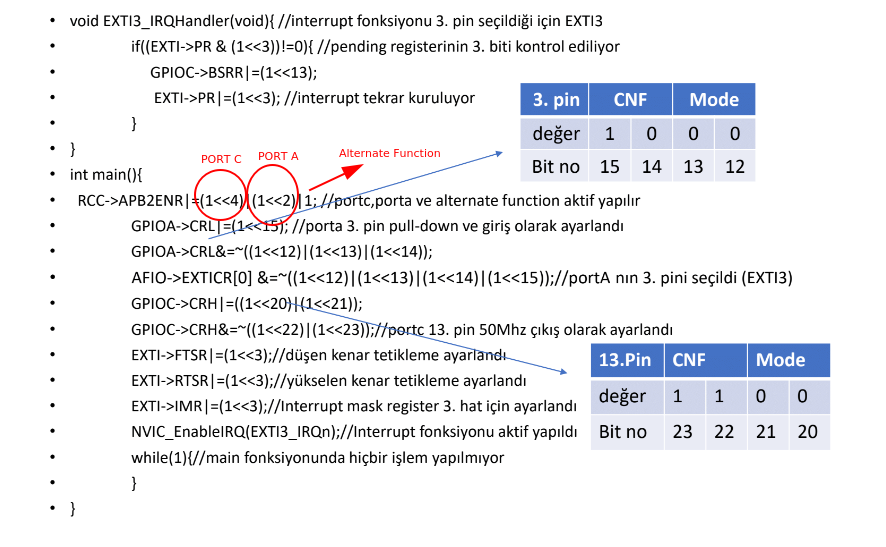 • void EXTI3_IRQHandler(void){ //interrupt fonksiyonu 3. pin seçildiği için EXTI3
• if((EXTI->PR & (1<<3))!=0){ //pending registerinin 3. biti kontrol ediliyor
• GPIOC->BSRR|=(1<<13);
• EXTI->PR|=(1<<3); //interrupt tekrar kuruluyor
• }
• }
3. pin CNF Mode
değer 1 0 0 0
Bit no 15 14 13 12
PORT C PORT A Alternate Function
• int main(){
• RCC->APB2ENR|=(1<<4)|(1<<2)|1; //portc,porta ve alternate function aktif yapılır
• GPIOA->CRL|=(1<<15); //porta 3. pin pull-down ve giriş olarak ayarlandı
• GPIOA->CRL&=~((1<<12)|(1<<13)|(1<<14));
• AFIO->EXTICR[0] &=~((1<<12)|(1<<13)|(1<<14)|(1<<15));//portA nın 3. pini seçildi (EXTI3)
• GPIOC->CRH|=((1<<20)|(1<<21));
• GPIOC->CRH&=~((1<<22)|(1<<23));//portc 13. pin 50Mhz çıkış olarak ayarlandı
• EXTI->FTSR|=(1<<3);//düşen kenar tetikleme ayarlandı
• EXTI->RTSR|=(1<<3);//yükselen kenar tetikleme ayarlandı
• EXTI->IMR|=(1<<3);//Interrupt mask register 3. hat için ayarlandı
• NVIC_EnableIRQ(EXTI3_IRQn);//Interrupt fonksiyonu aktif yapıldı
• while(1){//main fonksiyonunda hiçbir işlem yapılmıyor
• }
• }
13.Pin CNF Mode
değer 1 1 0 0
Bit no 23 22 21 20